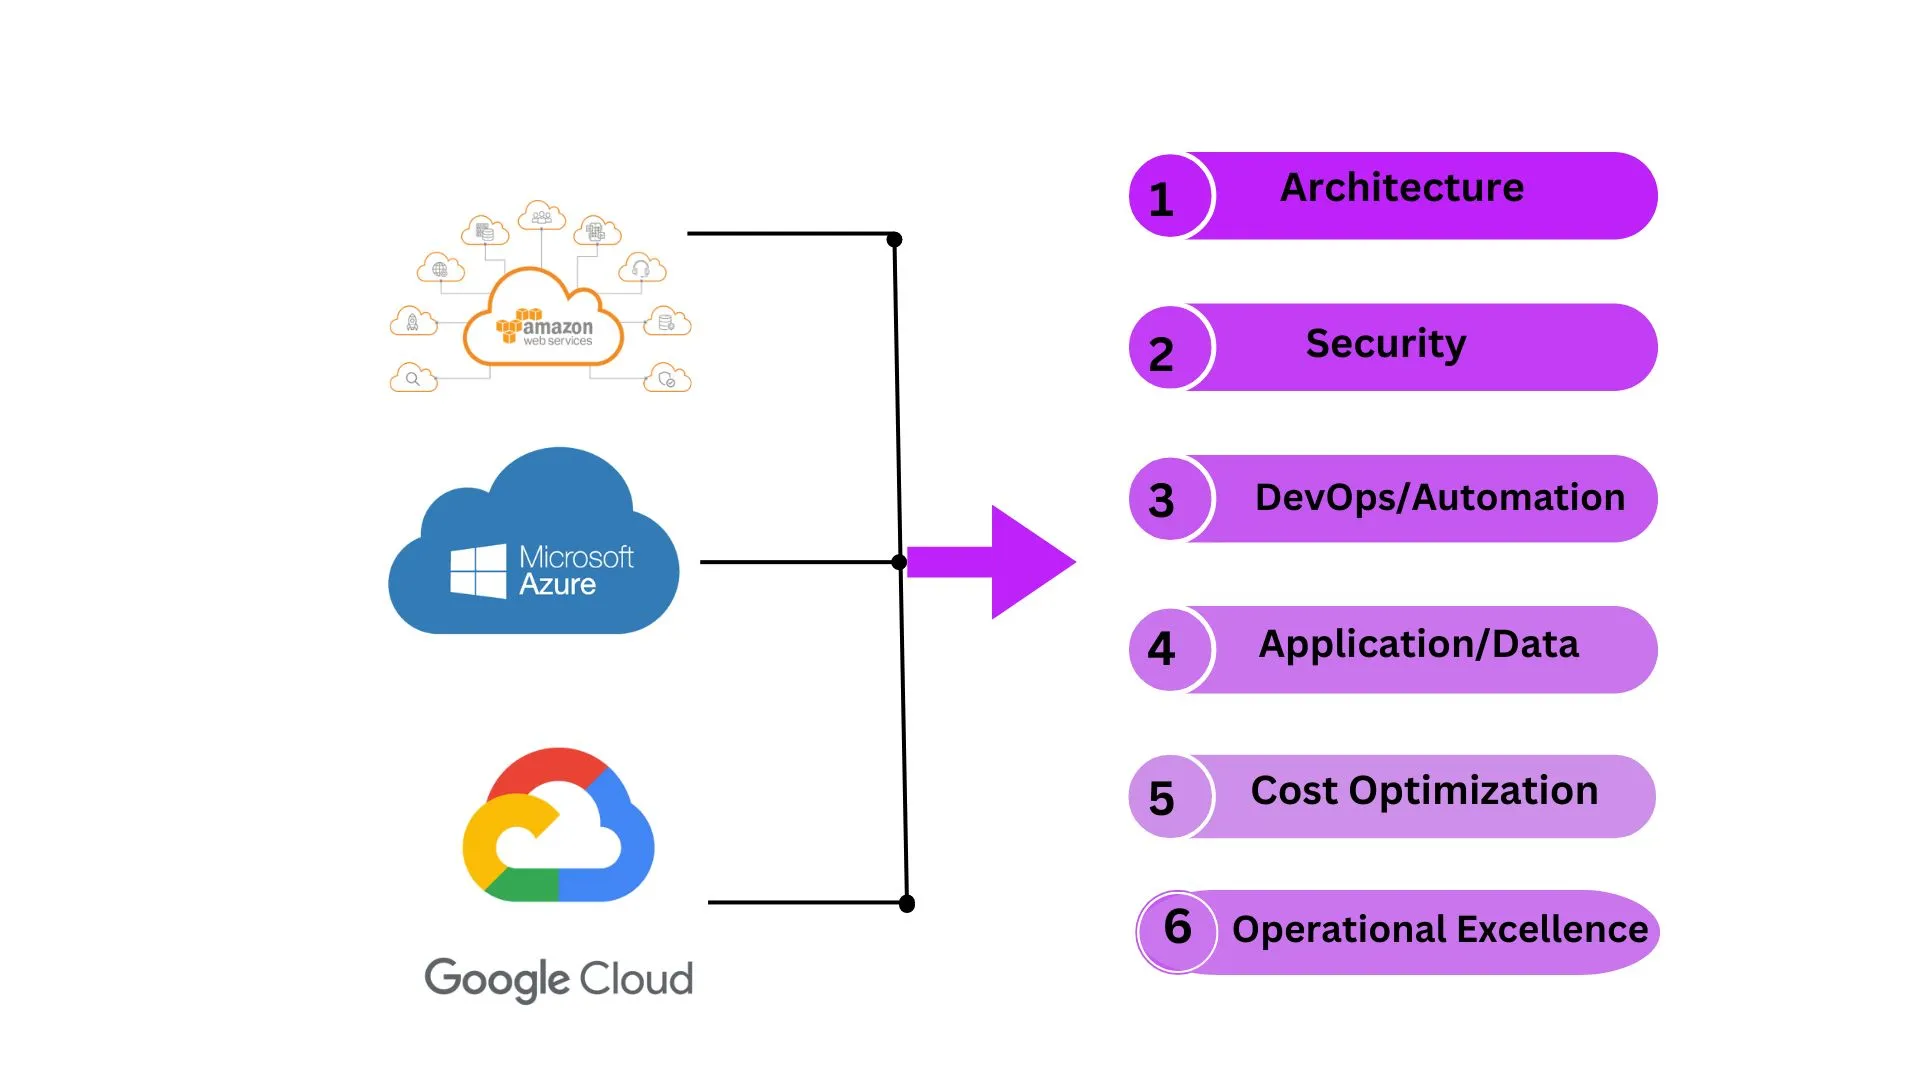 amazon
web services
Microsoft
Azure
Google Cloud
1 Architecture
2 Security
3 DevOps/Automation
4 Application/Data
5 Cost Optimization
6 Operational Excellence